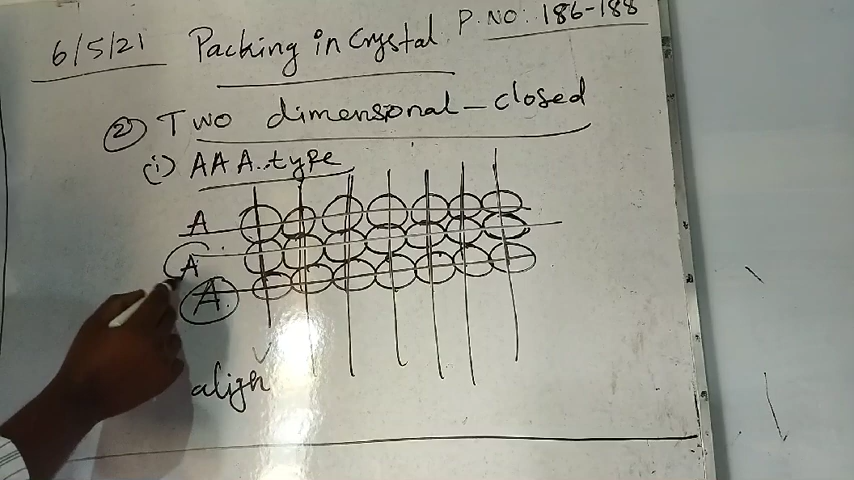 6/5/21 Packing in Crystal P.NO: 186-188
② Two dimensional - closed
(i) AAA..type
A
A
A
align